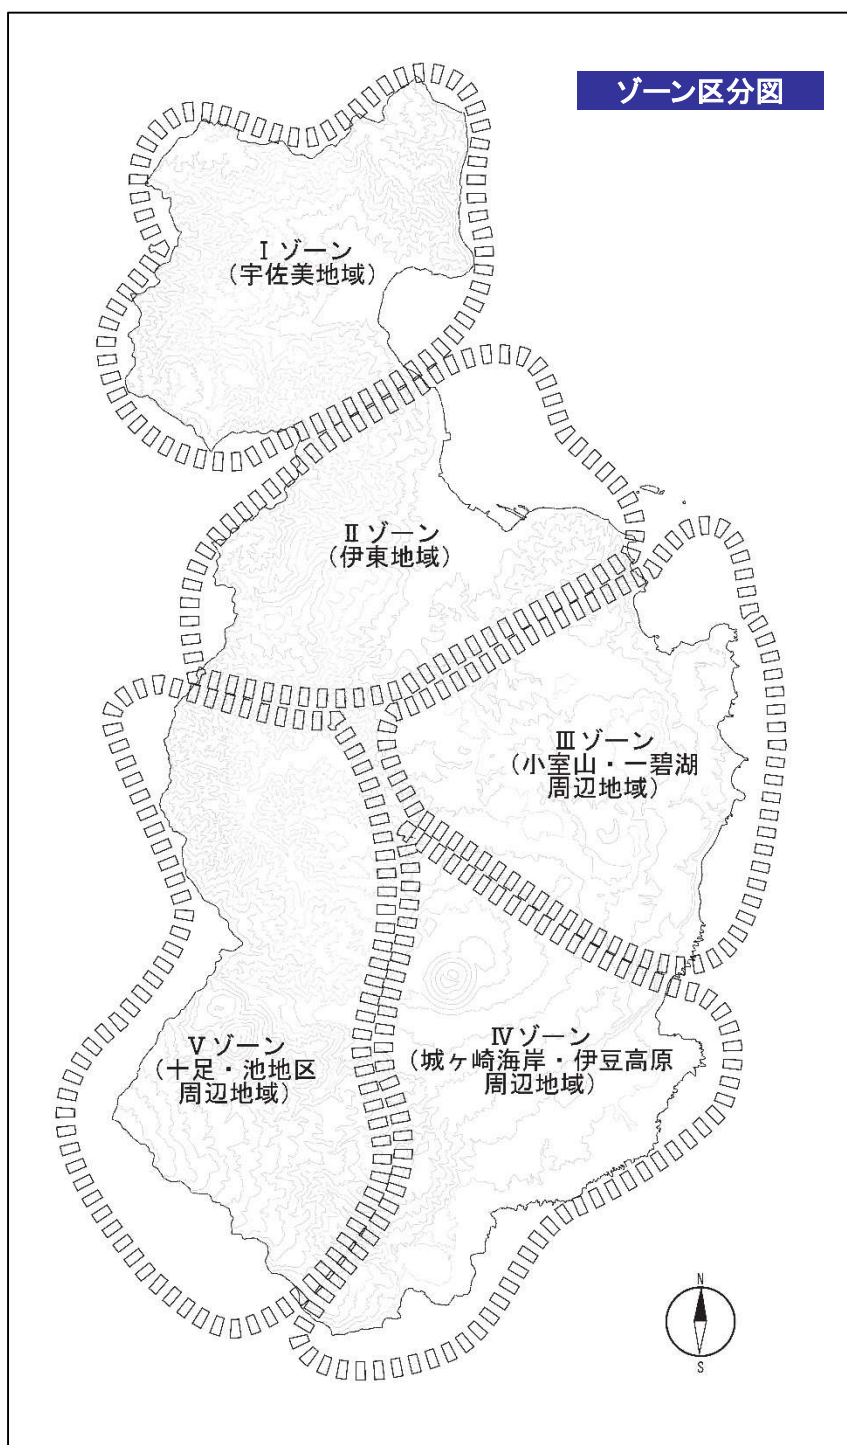 ゾーン区分図
Ⅰゾーン
（宇佐美地域）
Ⅱゾーン
（伊東地域）
Ⅲゾーン
（小室山・一碧湖
周辺地域）
Ⅳゾーン
（城ヶ崎海岸・伊豆高原
周辺地域）
Ⅴゾーン
（十足・池地区
周辺地域）
N
S